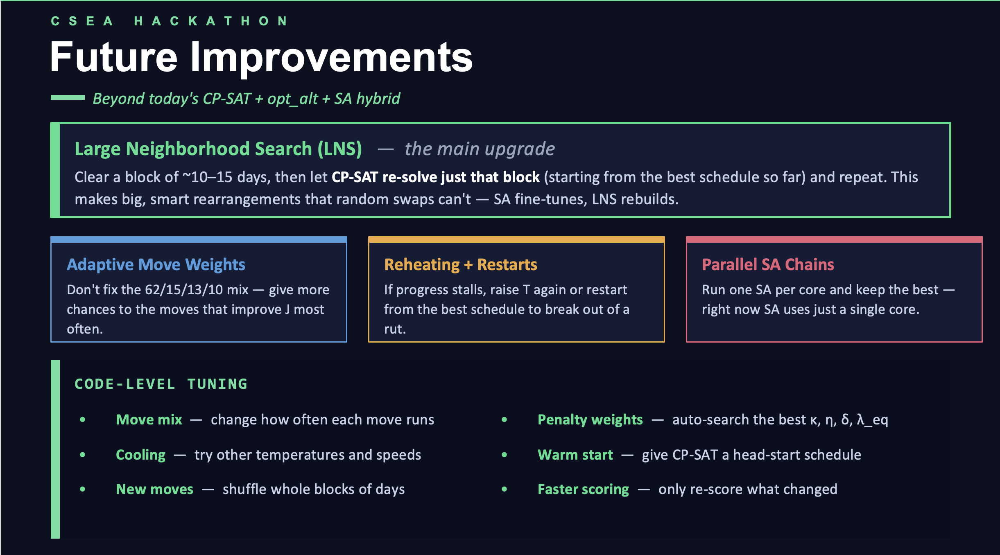 CSEA HACKATHON
Future Improvements
Beyond today's CP-SAT + opt_alt + SA hybrid
Large Neighborhood Search (LNS) — the main upgrade
Clear a block of ~10–15 days, then let CP-SAT re-solve just that block (starting from the best schedule so far) and repeat. This
makes big, smart rearrangements that random swaps can't — SA fine-tunes, LNS rebuilds.
Adaptive Move Weights
Don't fix the 62/15/13/10 mix — give more
chances to the moves that improve J most
often.
Reheating + Restarts
If progress stalls, raise T again or restart
from the best schedule to break out of a
rut.
Parallel SA Chains
Run one SA per core and keep the best —
right now SA uses just a single core.
CODE-LEVEL TUNING
• Move mix — change how often each move runs
• Cooling — try other temperatures and speeds
• New moves — shuffle whole blocks of days
• Penalty weights — auto-search the best κ, η, δ, λ_eq
• Warm start — give CP-SAT a head-start schedule
• Faster scoring — only re-score what changed